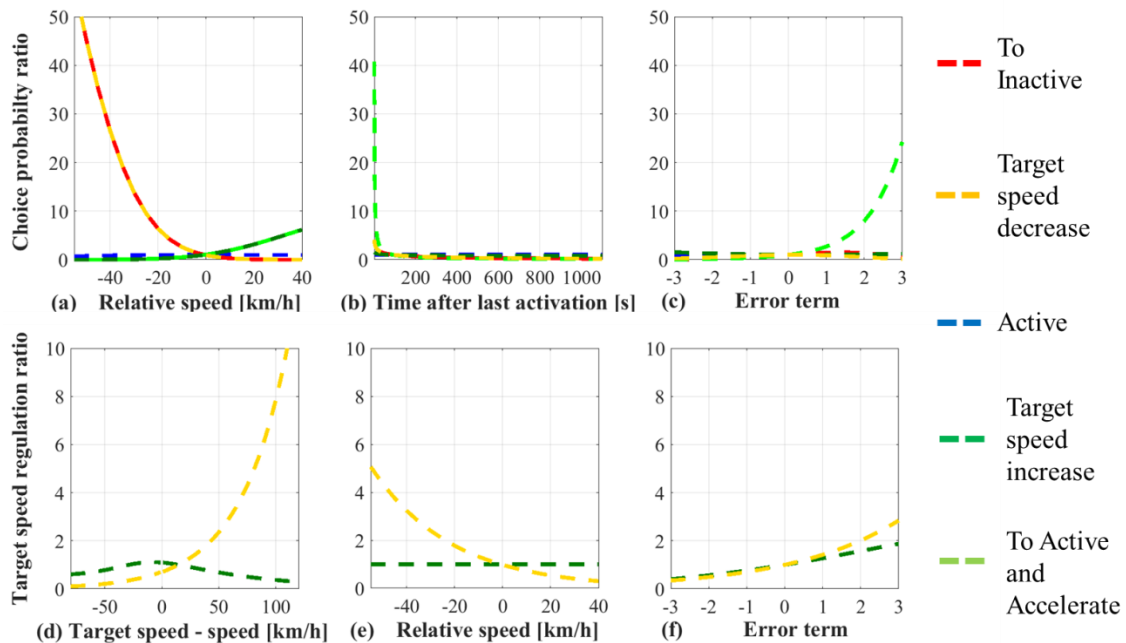 Choice probabilty ratio
50
40
30
20
10
0
-40 -20 0 20 40
(a) Relative speed [km/h]
50
40
30
20
10
0
200 400 600 800 1000
(b) Time after last activation [s]
50
40
30
20
10
0
-3 -2 -1 0 1 2 3
(c) Error term
To
Inactive
Target
speed
decrease
Active
Target
speed
increase
To Active
and
Accelerate
Target speed regulation ratio
10
8
6
4
2
0
-50 0 50 100
(d) Target speed - speed [km/h]
10
8
6
4
2
0
-40 -20 0 20 40
(e) Relative speed [km/h]
10
8
6
4
2
0
-3 -2 -1 0 1 2 3
(f) Error term